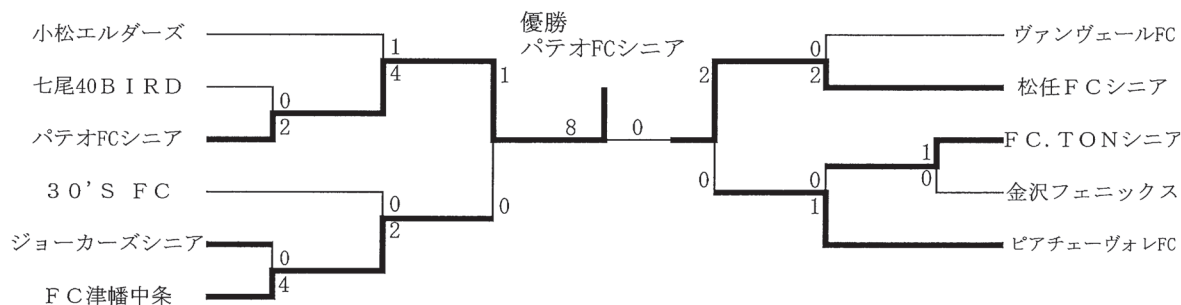 優勝
パテオFCシニア
小松エルダーズ
七尾40ＢＩＲＤ
パテオFCシニア
３０'Ｓ ＦＣ
ジョーカーズシニア
ＦＣ津幡中条
1
4
0
2
0
2
0
4
1
0
8
0
2
0
0
2
0
1
1
0
ヴァンヴェールFC
松任ＦＣシニア
ＦＣ.ＴＯＮシニア
金沢フェニックス
ピアチェーヴォレFC